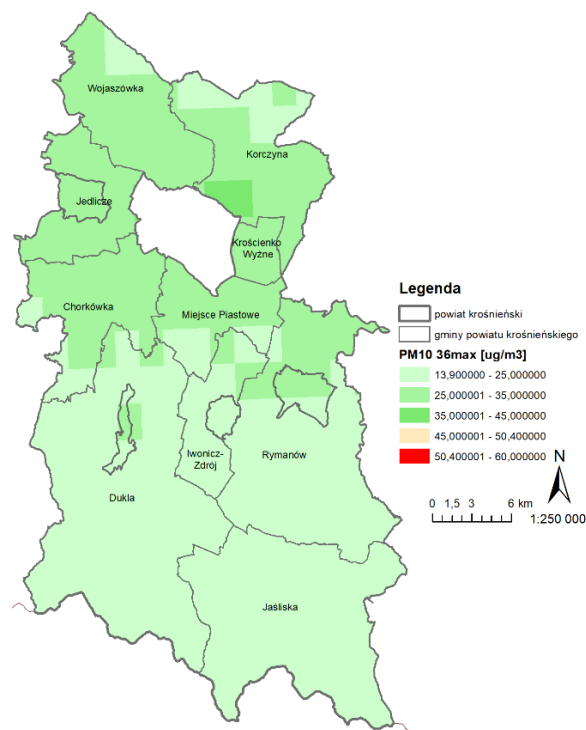 Wojaszówka
Korczyna
Jedlicze
Krościenko
Wyżne
Chorkówka
Miejsce Piastowe
Iwonicz-
Zdrój
Rymanów
Dukla
Jaśliska
Legenda
powiat krośnieński
gminy powiatu krośnieńskiego
PM10 36max [ug/m3]
13,900000 - 25,000000
25,000001 - 35,000000
35,000001 - 45,000000
45,000001 - 50,400000
50,400001 - 60,000000
N
0 1,5 3 6 km
1:250 000